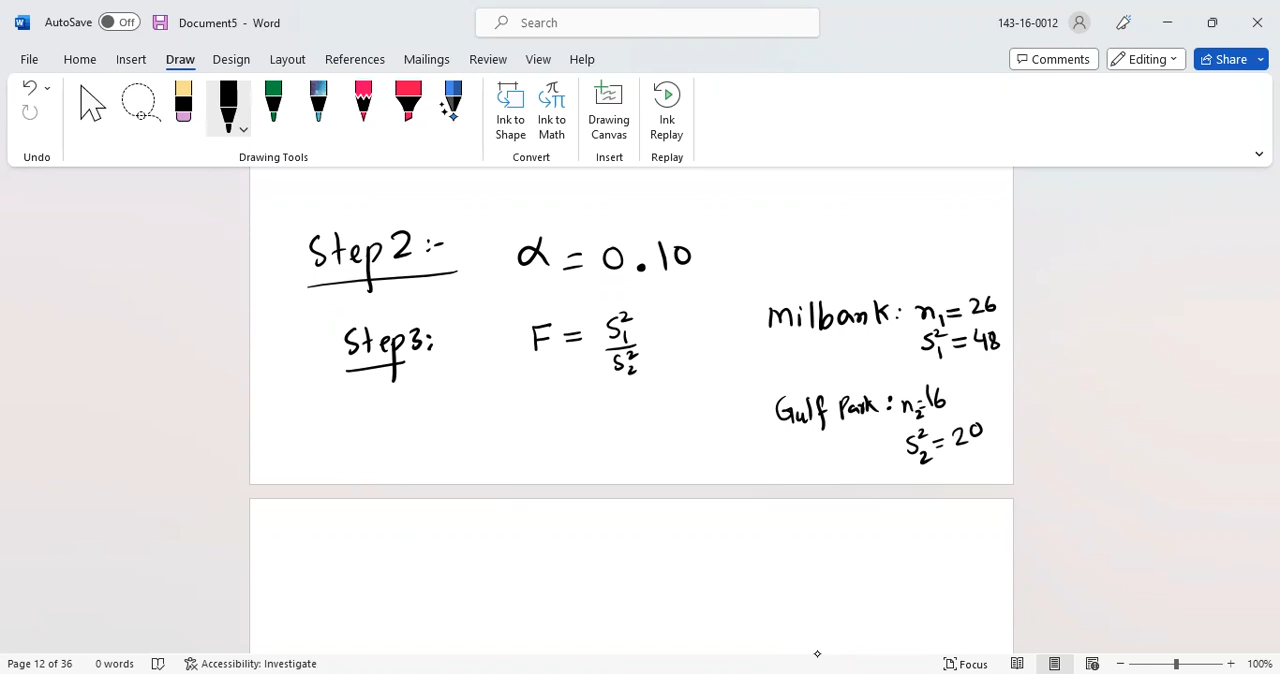 AutoSave Off Document5 - Word Search 143-16-0012
File Home Insert Draw Design Layout References Mailings Review View Help Comments Editing Share
Undo
Drawing Tools
Ink to Shape
Ink to Math
Convert
Drawing Canvas
Insert
Ink Replay
Replay
Step 2 :- α = 0.10
Step 3: F = S₁²/S₂²
Milbank: n₁ = 26
S₁² = 48
Gulf Park: n₂=16
S₂² = 20
Page 12 of 36 0 words Accessibility: Investigate Focus 100%